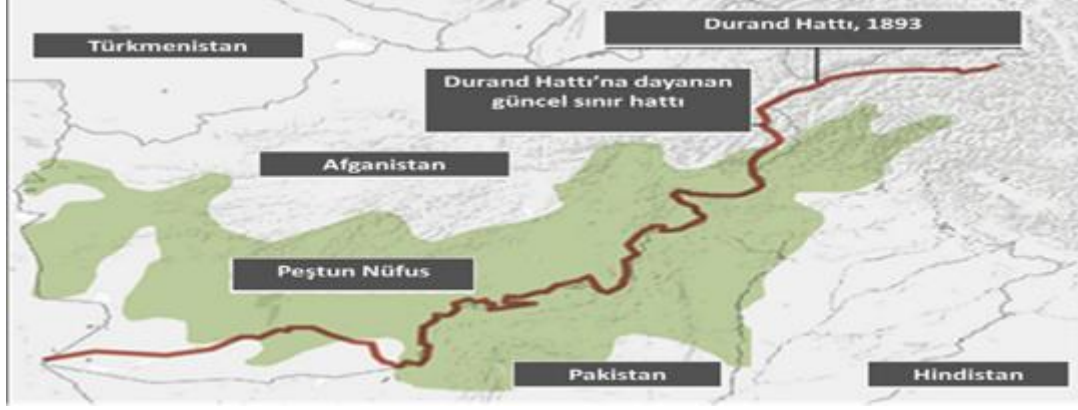 Durand Hattı, 1893
Türkmenistan
Durand Hattı'na dayanan
güncel sınır hattı
Afganistan
Peştun Nüfus
Pakistan
Hindistan